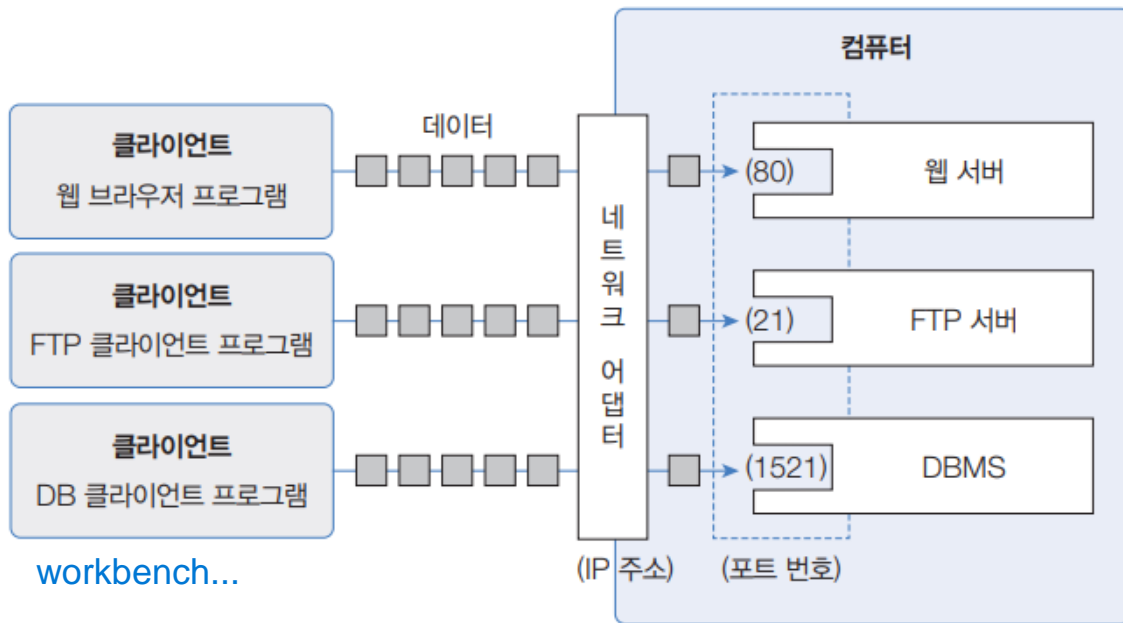 컴퓨터
클라이언트
웹 브라우저 프로그램
데이터
(80)
웹 서버
클라이언트
FTP 클라이언트 프로그램
네트워크 어댑터
(21)
FTP 서버
클라이언트
DB 클라이언트 프로그램
(1521)
DBMS
workbench...
(IP 주소)
(포트 번호)